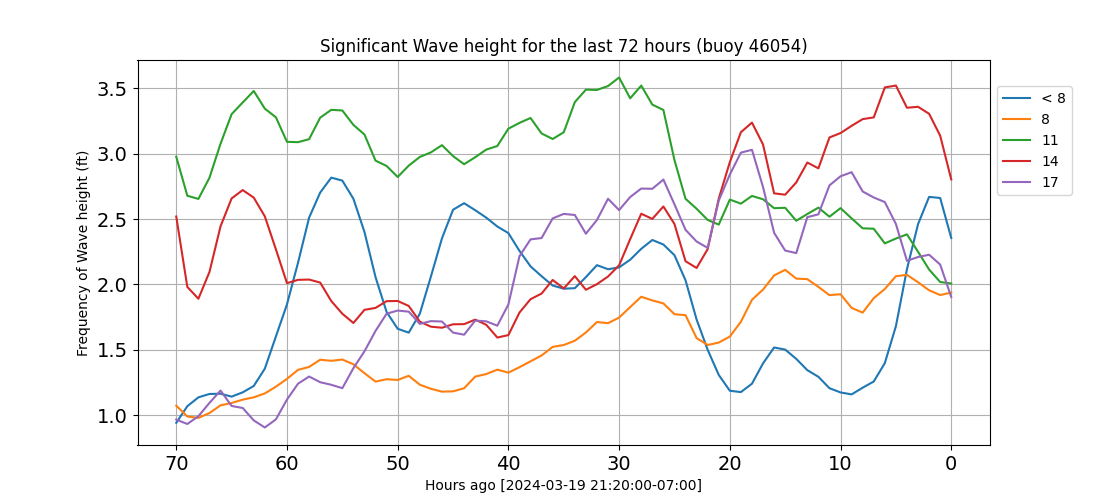 Significant Wave height for the last 72 hours (buoy 46054)
Frequency of Wave height (ft)
3.5
3.0
2.5
2.0
1.5
1.0
70 60 50 40 30 20 10 0
Hours ago [2024-03-19 21:20:00-07:00]
< 8
8
11
14
17